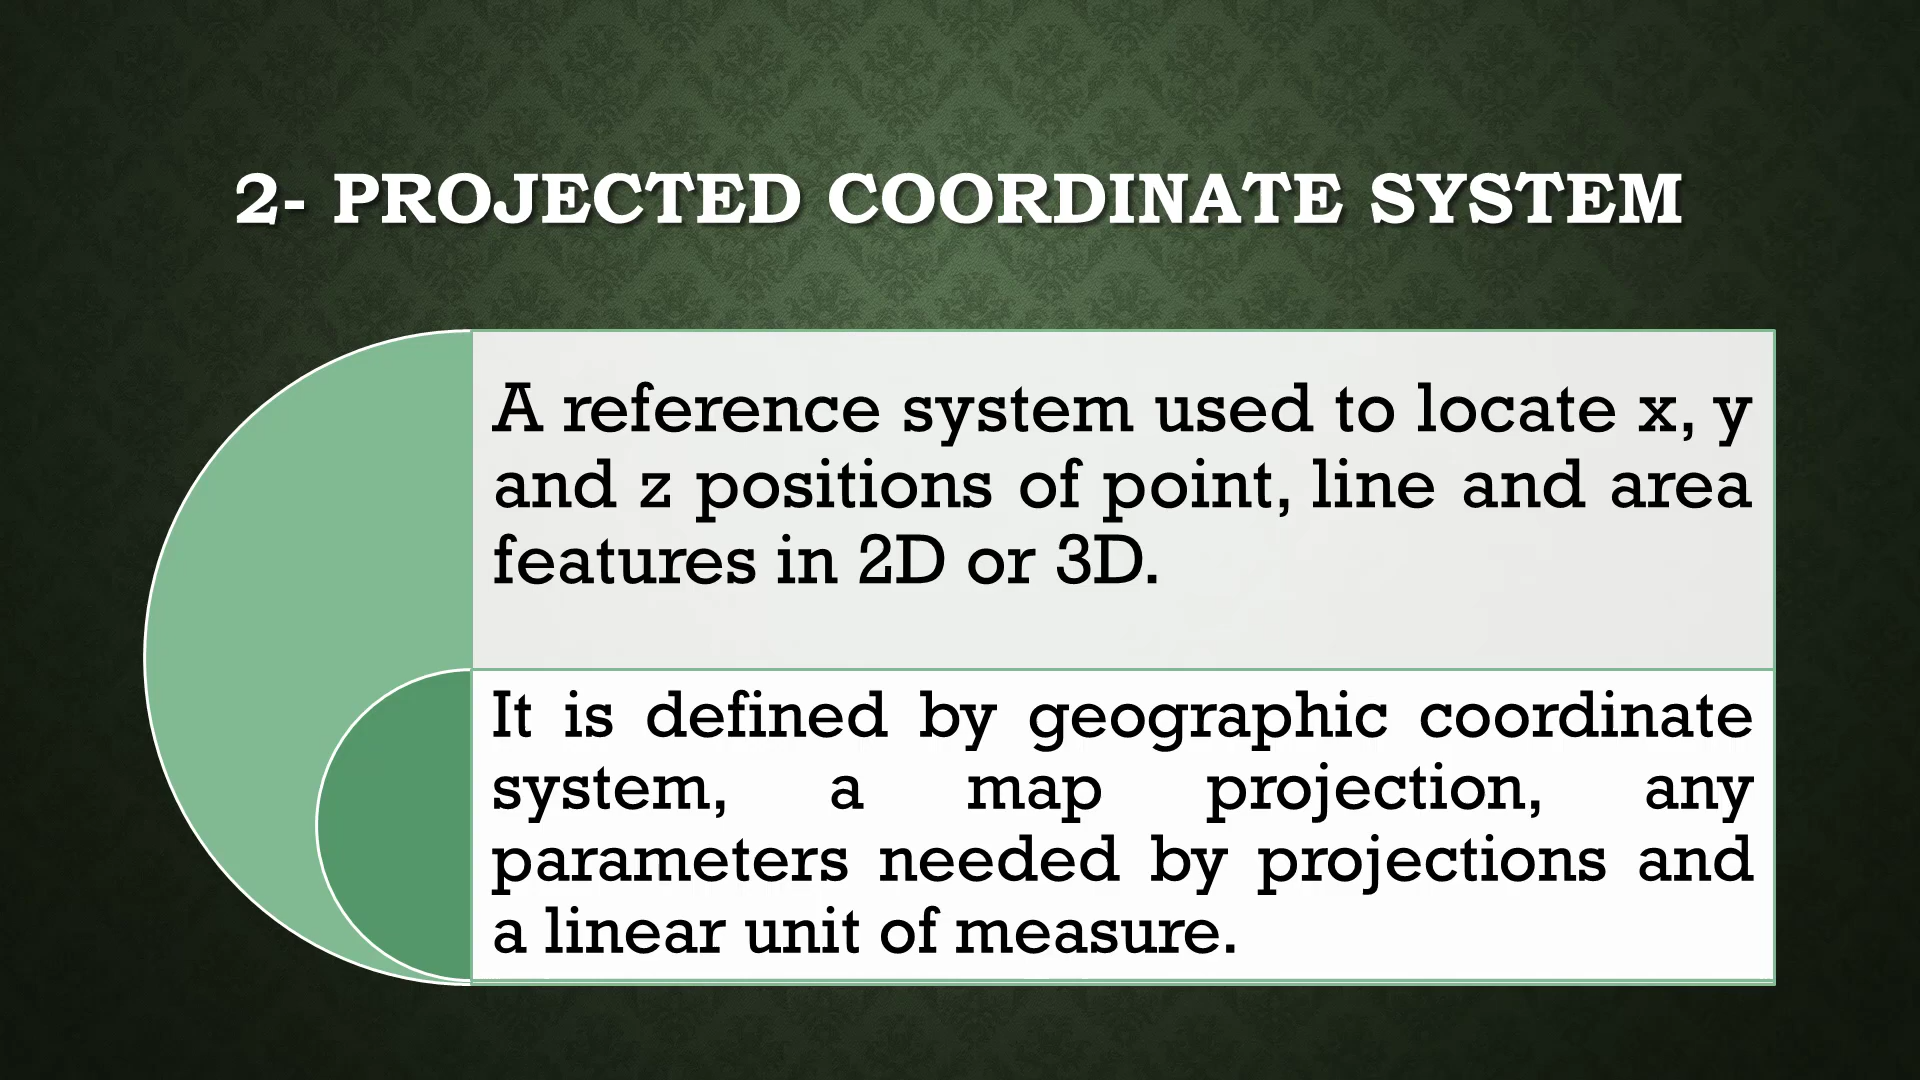 2- PROJECTED COORDINATE SYSTEM
A reference system used to locate x, y
and z positions of point, line and area
features in 2D or 3D.
It is defined by geographic coordinate
system, a map projection, any
parameters needed by projections and
a linear unit of measure.